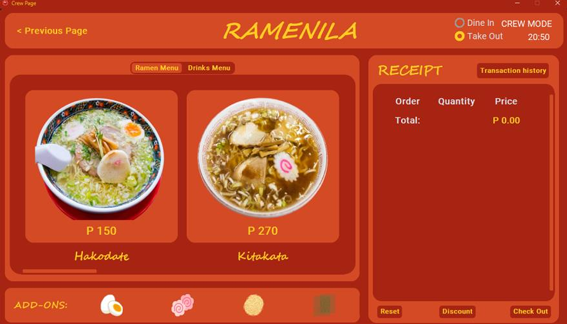 Crew Page
< Previous Page
RAMENILA
Dine In
CREW MODE
Take Out
20:50
Ramen Menu
Drinks Menu
P 150
P 270
Hakodate
Kitakata
ADD-ONS:
RECEIPT
Transaction history
Order Quantity Price
Total: P 0.00
Reset
Discount
Check Out